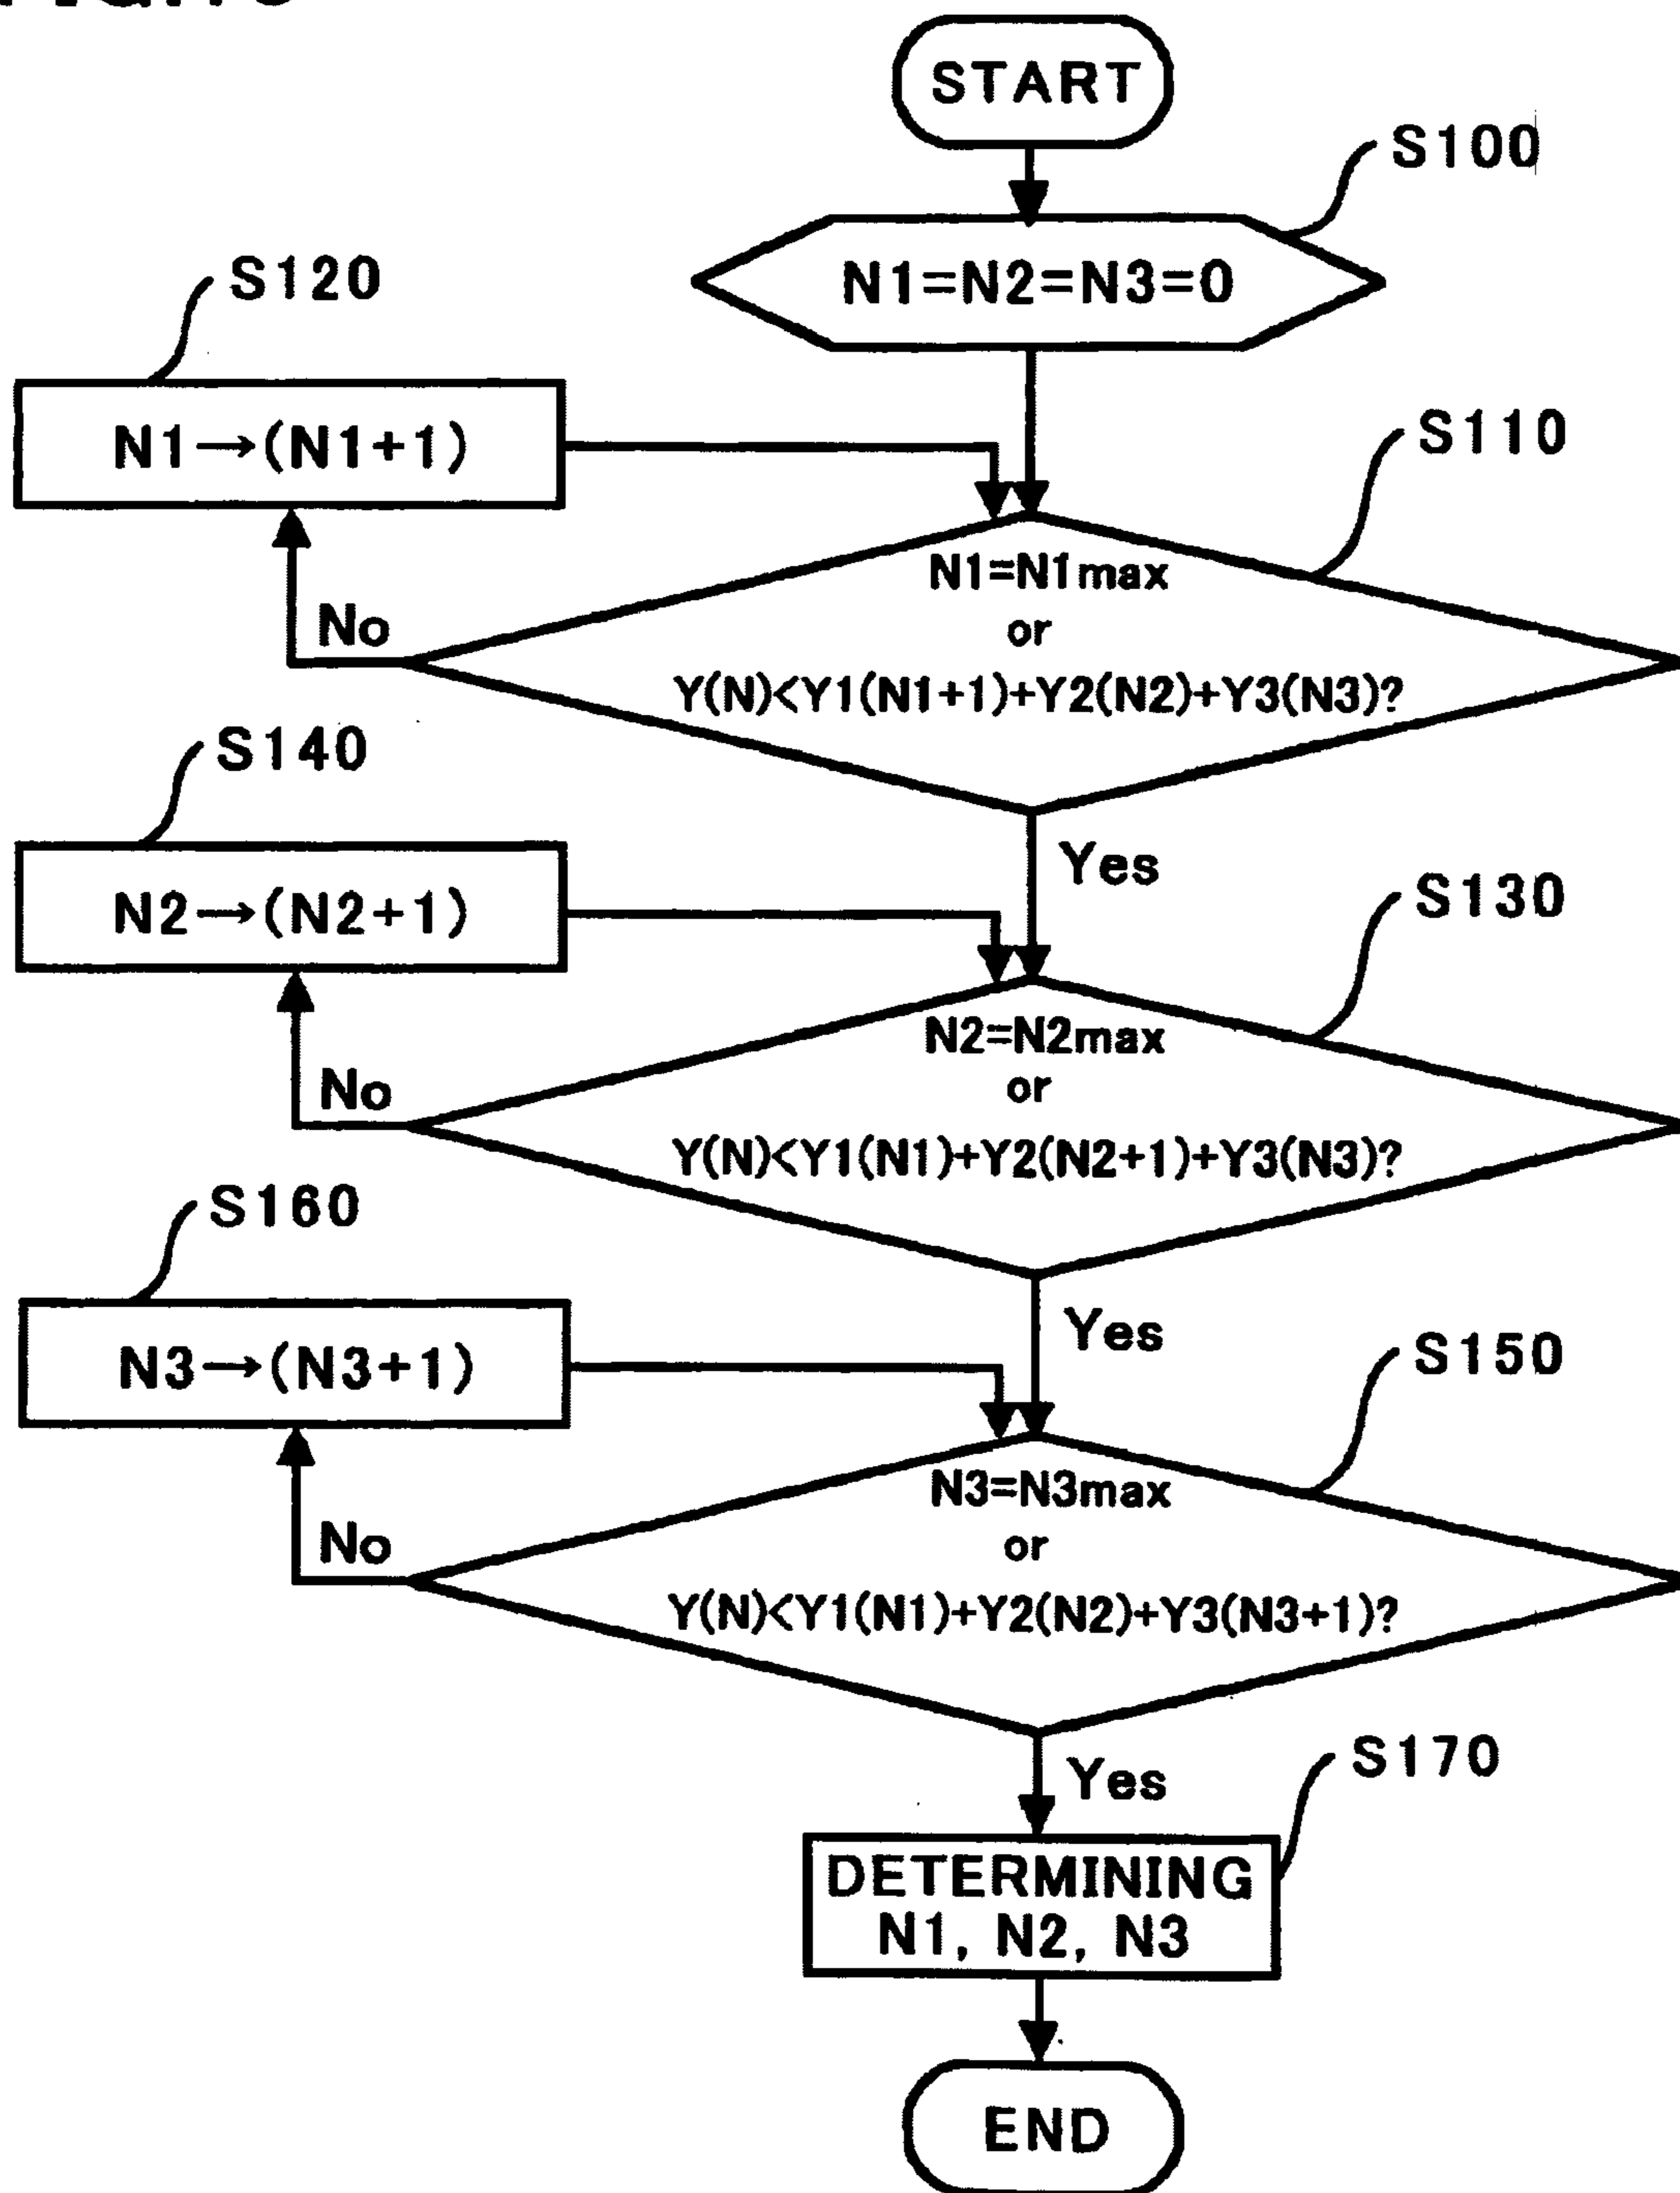 START
S100
N1=N2=N3=0
S120
N1→(N1+1)
S110
N1=N1max
or
Y(N)<Y1(N1+1)+Y2(N2)+Y3(N3)?
No
Yes
S140
N2→(N2+1)
S130
N2=N2max
or
Y(N)<Y1(N1)+Y2(N2+1)+Y3(N3)?
No
Yes
S160
N3→(N3+1)
S150
N3=N3max
or
Y(N)<Y1(N1)+Y2(N2)+Y3(N3+1)?
No
Yes
S170
DETERMINING
N1, N2, N3
END